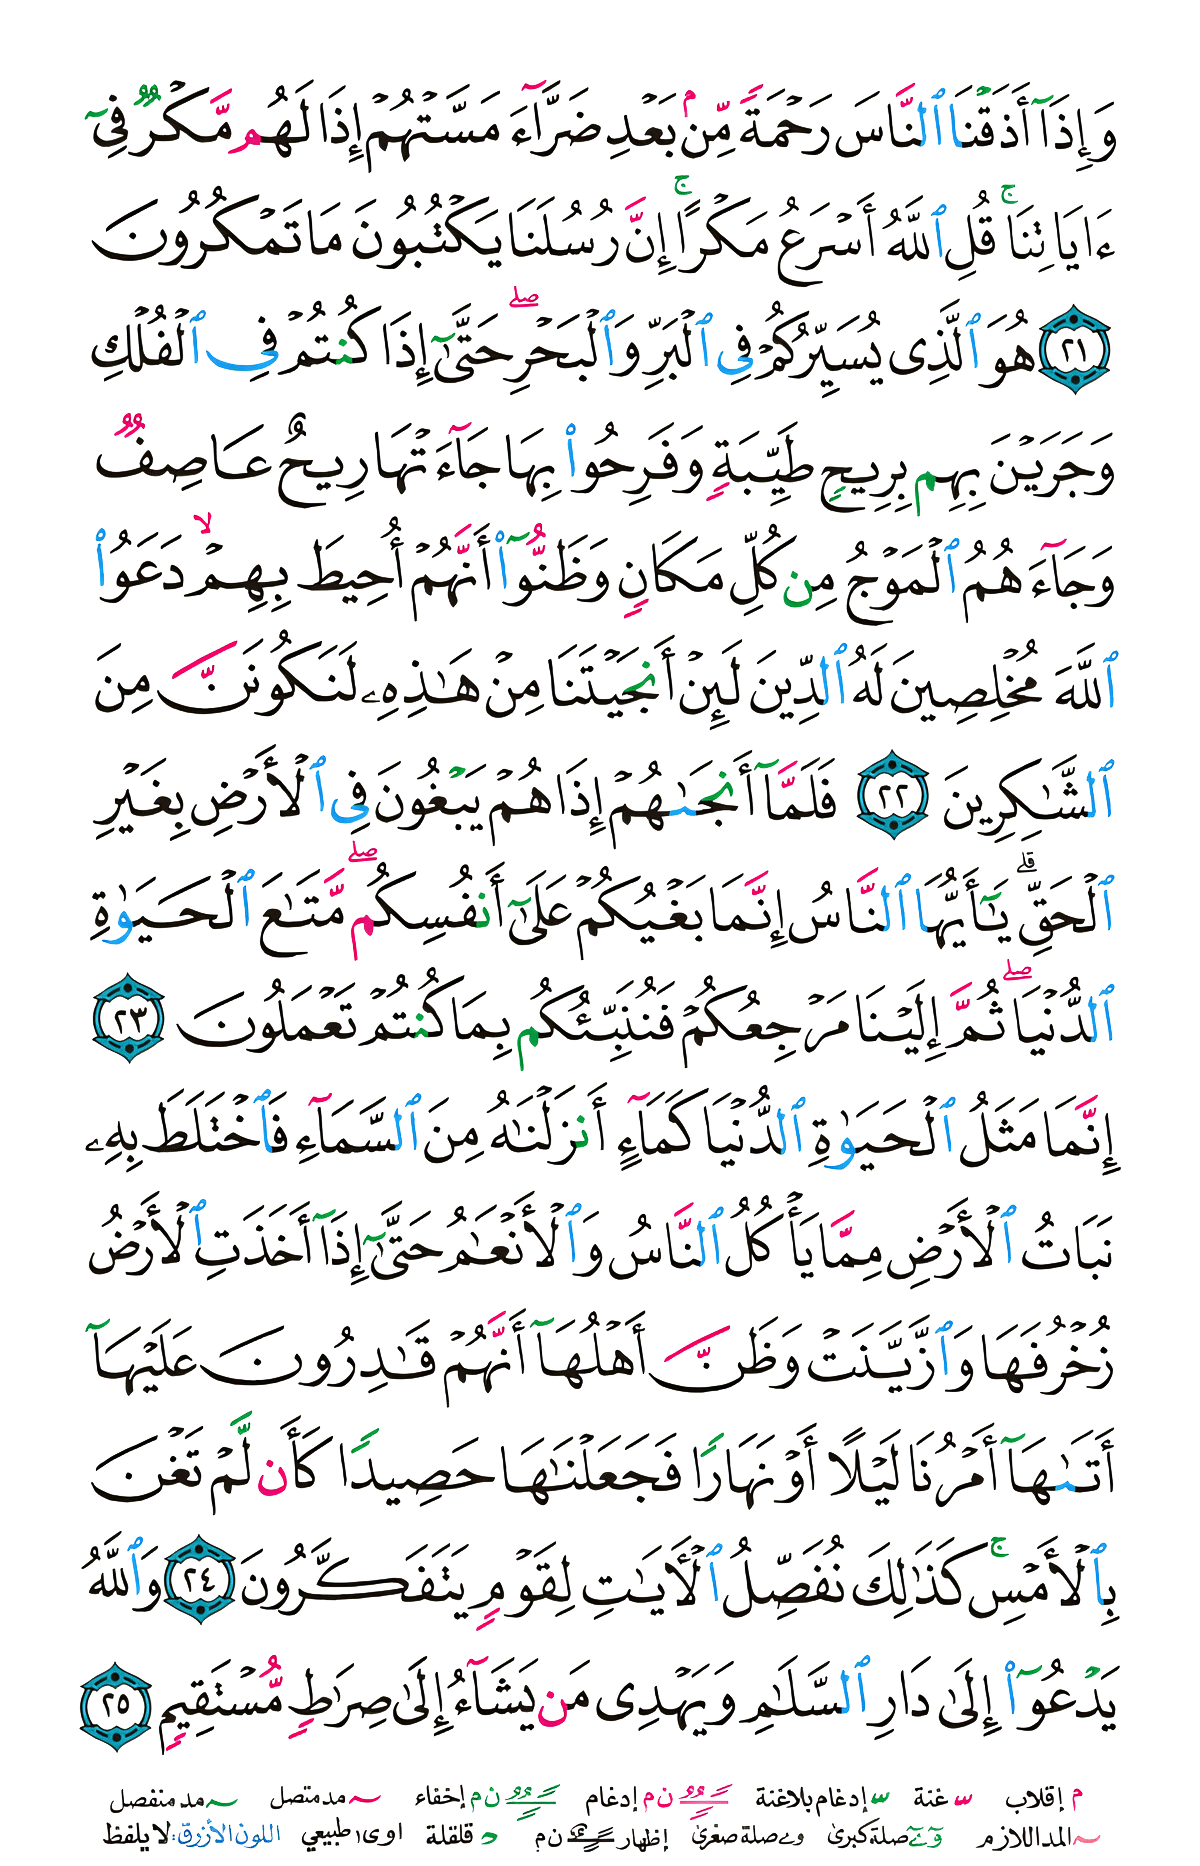 وَإِذَآ أَذَقْنَا ٱلنَّاسَ رَحْمَةً مِّنۢ بَعْدِ ضَرَّآءَ مَسَّتْهُمْ إِذَا لَهُم مَّكْرٌ فِىٓ
ءَايَاتِنَا ۚ قُلِ ٱللَّهُ أَسْرَعُ مَكْرًا ۚ إِنَّ رُسُلَنَا يَكْتُبُونَ مَا تَمْكُرُونَ
٢١ هُوَ ٱلَّذِى يُسَيِّرُكُمْ فِى ٱلْبَرِّ وَٱلْبَحْرِ ۖ حَتَّىٰٓ إِذَا كُنتُمْ فِى ٱلْفُلْكِ
وَجَرَيْنَ بِهِم بِرِيحٍ طَيِّبَةٍ وَفَرِحُوا۟ بِهَا جَآءَتْهَا رِيحٌ عَاصِفٌ
وَجَآءَهُمُ ٱلْمَوْجُ مِن كُلِّ مَكَانٍ وَظَنُّوٓا۟ أَنَّهُمْ أُحِيطَ بِهِمْ ۙ دَعَوُا۟
ٱللَّهَ مُخْلِصِينَ لَهُ ٱلدِّينَ لَئِنْ أَنجَيْتَنَا مِنْ هَـٰذِهِۦ لَنَكُونَنَّ مِنَ
ٱلشَّـٰكِرِينَ ٢٢ فَلَمَّآ أَنجَىٰهُمْ إِذَا هُمْ يَبْغُونَ فِى ٱلْأَرْضِ بِغَيْرِ
ٱلْحَقِّ ۗ يَـٰٓأَيُّهَا ٱلنَّاسُ إِنَّمَا بَغْيُكُمْ عَلَىٰٓ أَنفُسِكُم ۖ مَّتَـٰعَ ٱلْحَيَوٰةِ
ٱلدُّنْيَا ۖ ثُمَّ إِلَيْنَا مَرْجِعُكُمْ فَنُنَبِّئُكُم بِمَا كُنتُمْ تَعْمَلُونَ ٢٣
إِنَّمَا مَثَلُ ٱلْحَيَوٰةِ ٱلدُّنْيَا كَمَآءٍ أَنزَلْنَـٰهُ مِنَ ٱلسَّمَآءِ فَٱخْتَلَطَ بِهِۦ
نَبَاتُ ٱلْأَرْضِ مِمَّا يَأْكُلُ ٱلنَّاسُ وَٱلْأَنْعَـٰمُ حَتَّىٰٓ إِذَآ أَخَذَتِ ٱلْأَرْضُ
زُخْرُفَهَا وَٱزَّيَّنَتْ وَظَنَّ أَهْلُهَآ أَنَّهُمْ قَـٰدِرُونَ عَلَيْهَآ
أَتَىٰهَآ أَمْرُنَا لَيْلًا أَوْ نَهَارًا فَجَعَلْنَـٰهَا حَصِيدًا كَأَن لَّمْ تَغْنَ
بِٱلْأَمْسِ ۚ كَذَٰلِكَ نُفَصِّلُ ٱلْأَيَـٰتِ لِقَوْمٍ يَتَفَكَّرُونَ ٢٤ وَٱللَّهُ
يَدْعُوٓا۟ إِلَىٰ دَارِ ٱلسَّلَـٰمِ وَيَهْدِى مَن يَشَآءُ إِلَىٰ صِرَٰطٍ مُّسْتَقِيمٍ ٢٥
م إقلاب ّ غنة ّ إدغام بلاغنة ن م إدغام ن م إخفاء ~ مد متصل ~ مد منفصل
~ المد اللازم و ے صلة كبرى و ے صلة صغرى إظهار ن م قلقلة ا و ى ا طبيعي اللون الأزرق: لا يلفظ